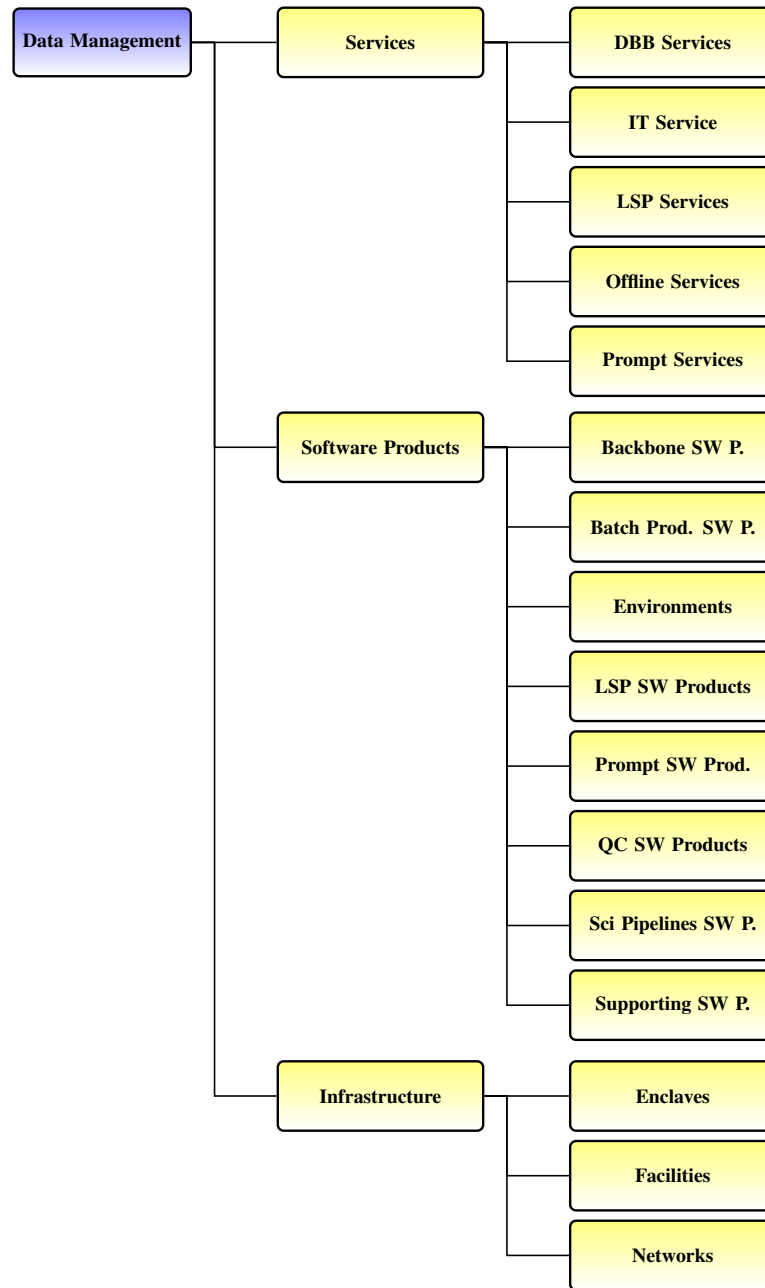 Data Management
Services
DBB Services
IT Service
LSP Services
Offline Services
Prompt Services
Software Products
Backbone SW P.
Batch Prod. SW P.
Environments
LSP SW Products
Prompt SW Prod.
QC SW Products
Sci Pipelines SW P.
Supporting SW P.
Infrastructure
Enclaves
Facilities
Networks